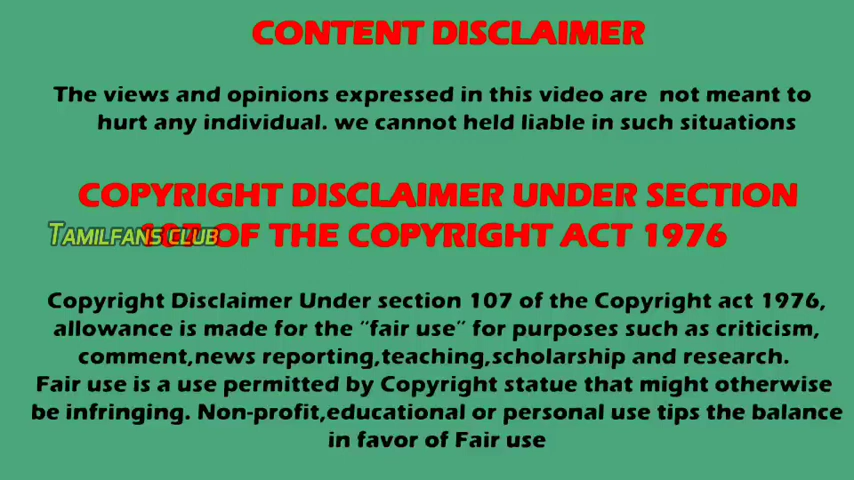 CONTENT DISCLAIMER
The views and opinions expressed in this video are not meant to
hurt any individual. we cannot held liable in such situations
COPYRIGHT DISCLAIMER UNDER SECTION
107 OF THE COPYRIGHT ACT 1976
TAMILFANS CLUB
Copyright Disclaimer Under section 107 of the Copyright act 1976,
allowance is made for the "fair use" for purposes such as criticism,
comment,news reporting,teaching,scholarship and research.
Fair use is a use permitted by Copyright statue that might otherwise
be infringing. Non-profit,educational or personal use tips the balance
in favor of Fair use